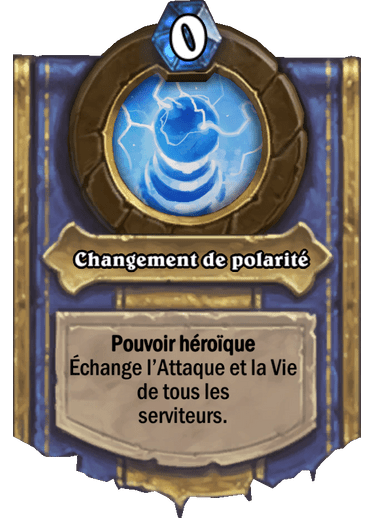 0
Changement de polarité
Pouvoir héroïque
Échange l’Attaque et la Vie
de tous les
serviteurs.